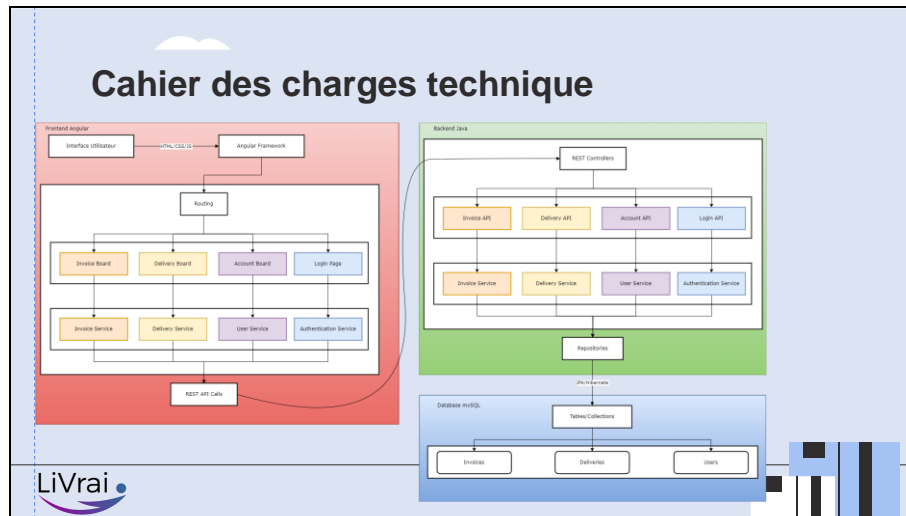 Cahier des charges technique
Frontend Angular
Interface Utilisateur
HTML/CSS/JS
Angular Framework
Routing
Invoice Board
Delivery Board
Account Board
Login Page
Invoice Service
Delivery Service
User Service
Authentication Service
REST API Calls
Backend Java
REST Controllers
Invoice API
Delivery API
Account API
Login API
Invoice Service
Delivery Service
User Service
Authentication Service
Repositories
JPA/Hibernate
Database mySQL
Tables/Collections
Invoices
Deliveries
Users
LiVrai